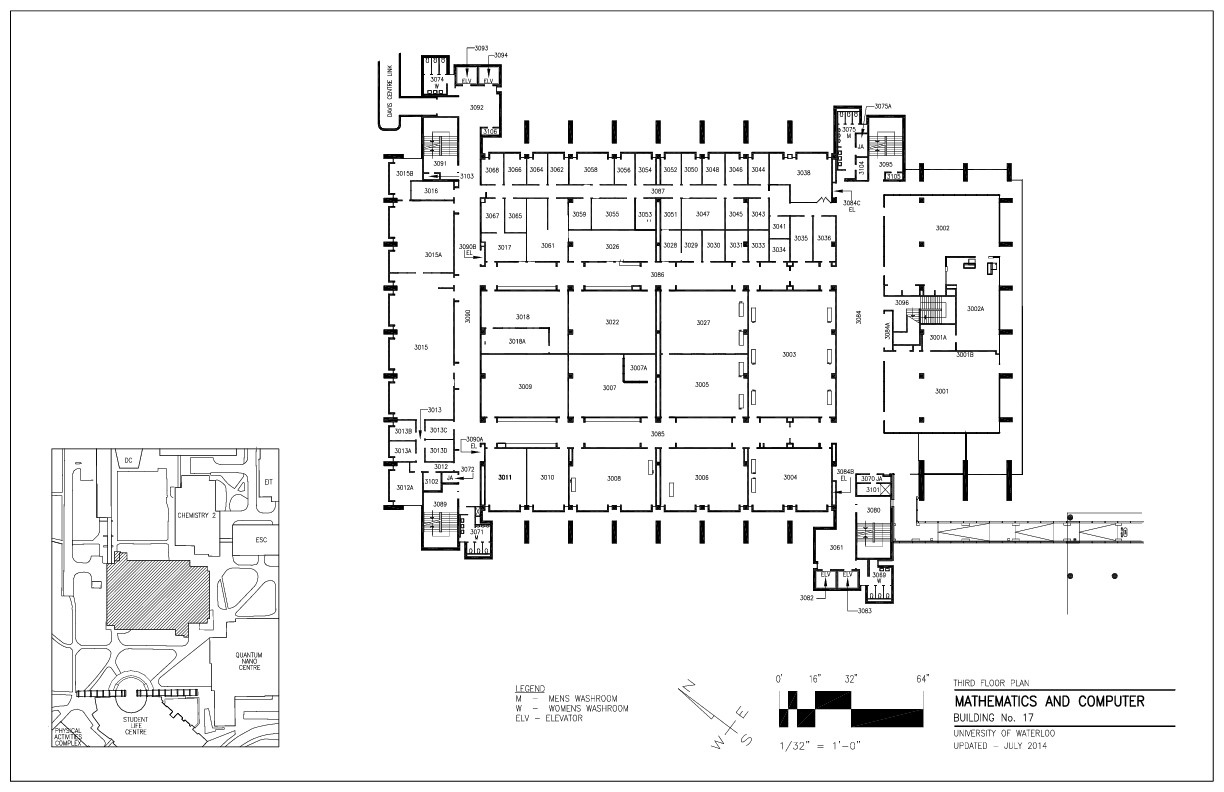 3093
3094
3074
W
ELV
ELV
DAVIS CENTRE LINK
3092
3106
3091
3103
3075A
3075
M
JA
3104
3095
3105
3015B
3016
3068
3066
3064
3062
3058
3056
3054
3052
3050
3048
3046
3044
3038
3087
3084C
EL
3067
3065
3059
3055
3053
3051
3047
3045
3043
3041
3035
3036
3002
3090B
EL
3017
3061
3026
3028
3029
3030
3031
3033
3034
3015A
3086
3096
3002A
3090
3018
3022
3027
3084
3084A
3001A
3018A
3015
3003
3001B
3007A
3009
3007
3005
3001
3013
3013B
3013C
3085
3090A
EL
3013A
3013D
3012
3072
3084B
EL
3102
JA
3012A
3011
3010
3008
3006
3004
3070 JA
3101
3089
3080
3071
M
3061
ELV
ELV
3069
W
3082
3083
DC
EIT
CHEMISTRY 2
ESC
QUANTUM
NANO
CENTRE
STUDENT
LIFE
CENTRE
PHYSICAL
ACTIVITIES
COMPLEX
LEGEND
M – MENS WASHROOM
W – WOMENS WASHROOM
ELV – ELEVATOR
N
E
W
S
0' 16" 32" 64"
1/32" = 1'-0"
THIRD FLOOR PLAN
MATHEMATICS AND COMPUTER
BUILDING No. 17
UNIVERSITY OF WATERLOO
UPDATED – JULY 2014